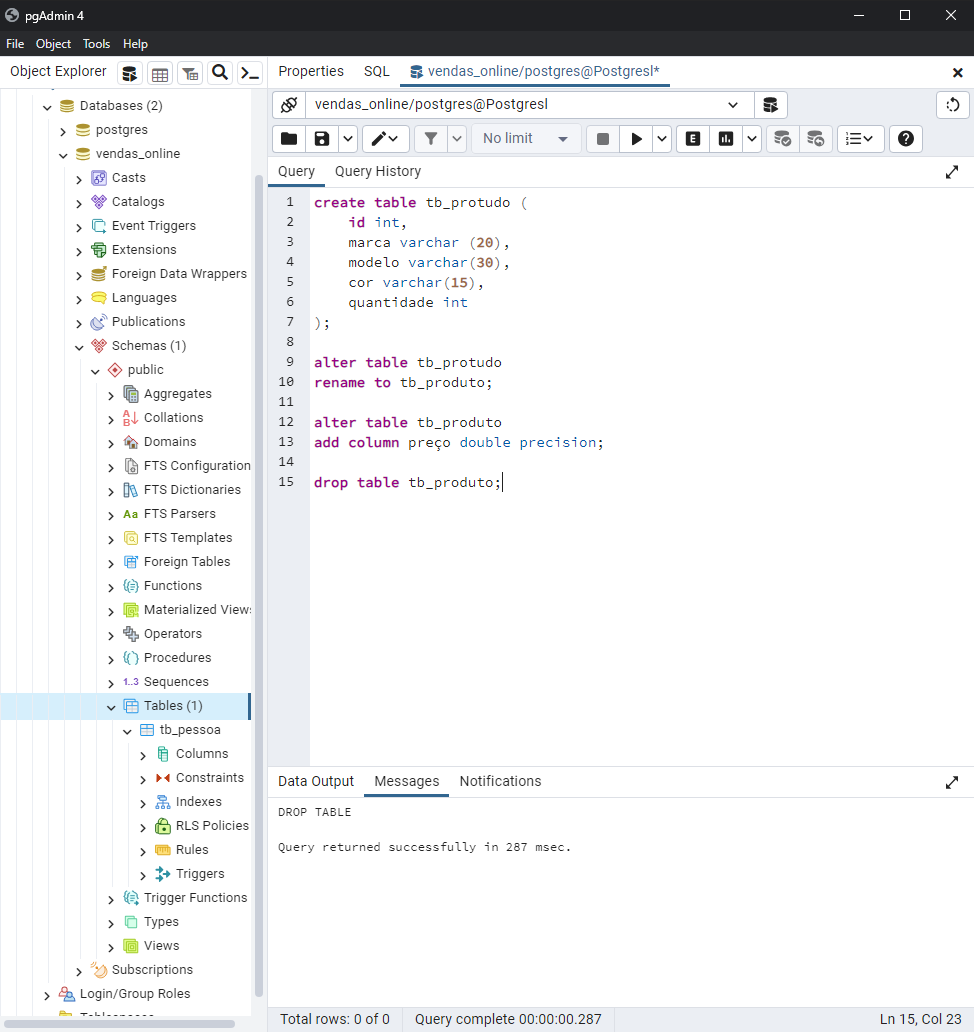 pgAdmin 4
File Object Tools Help
Object Explorer
Properties SQL vendas_online/postgres@Postgresl*
Databases (2)
postgres
vendas_online
Casts
Catalogs
Event Triggers
Extensions
Foreign Data Wrappers
Languages
Publications
Schemas (1)
public
Aggregates
Collations
Domains
FTS Configuration
FTS Dictionaries
Aa FTS Parsers
FTS Templates
Foreign Tables
Functions
Materialized Views
Operators
Procedures
1..3 Sequences
Tables (1)
tb_pessoa
Columns
Constraints
Indexes
RLS Policies
Rules
Triggers
Trigger Functions
Types
Views
Subscriptions
Login/Group Roles
Tablespaces
vendas_online/postgres@Postgresl
No limit
E
Query Query History
1 create table tb_protudo (
2 id int,
3 marca varchar (20),
4 modelo varchar(30),
5 cor varchar(15),
6 quantidade int
7 );
8
9 alter table tb_protudo
10 rename to tb_produto;
11
12 alter table tb_produto
13 add column preço double precision;
14
15 drop table tb_produto;
Data Output Messages Notifications
DROP TABLE
Query returned successfully in 287 msec.
Total rows: 0 of 0 Query complete 00:00:00.287 Ln 15, Col 23